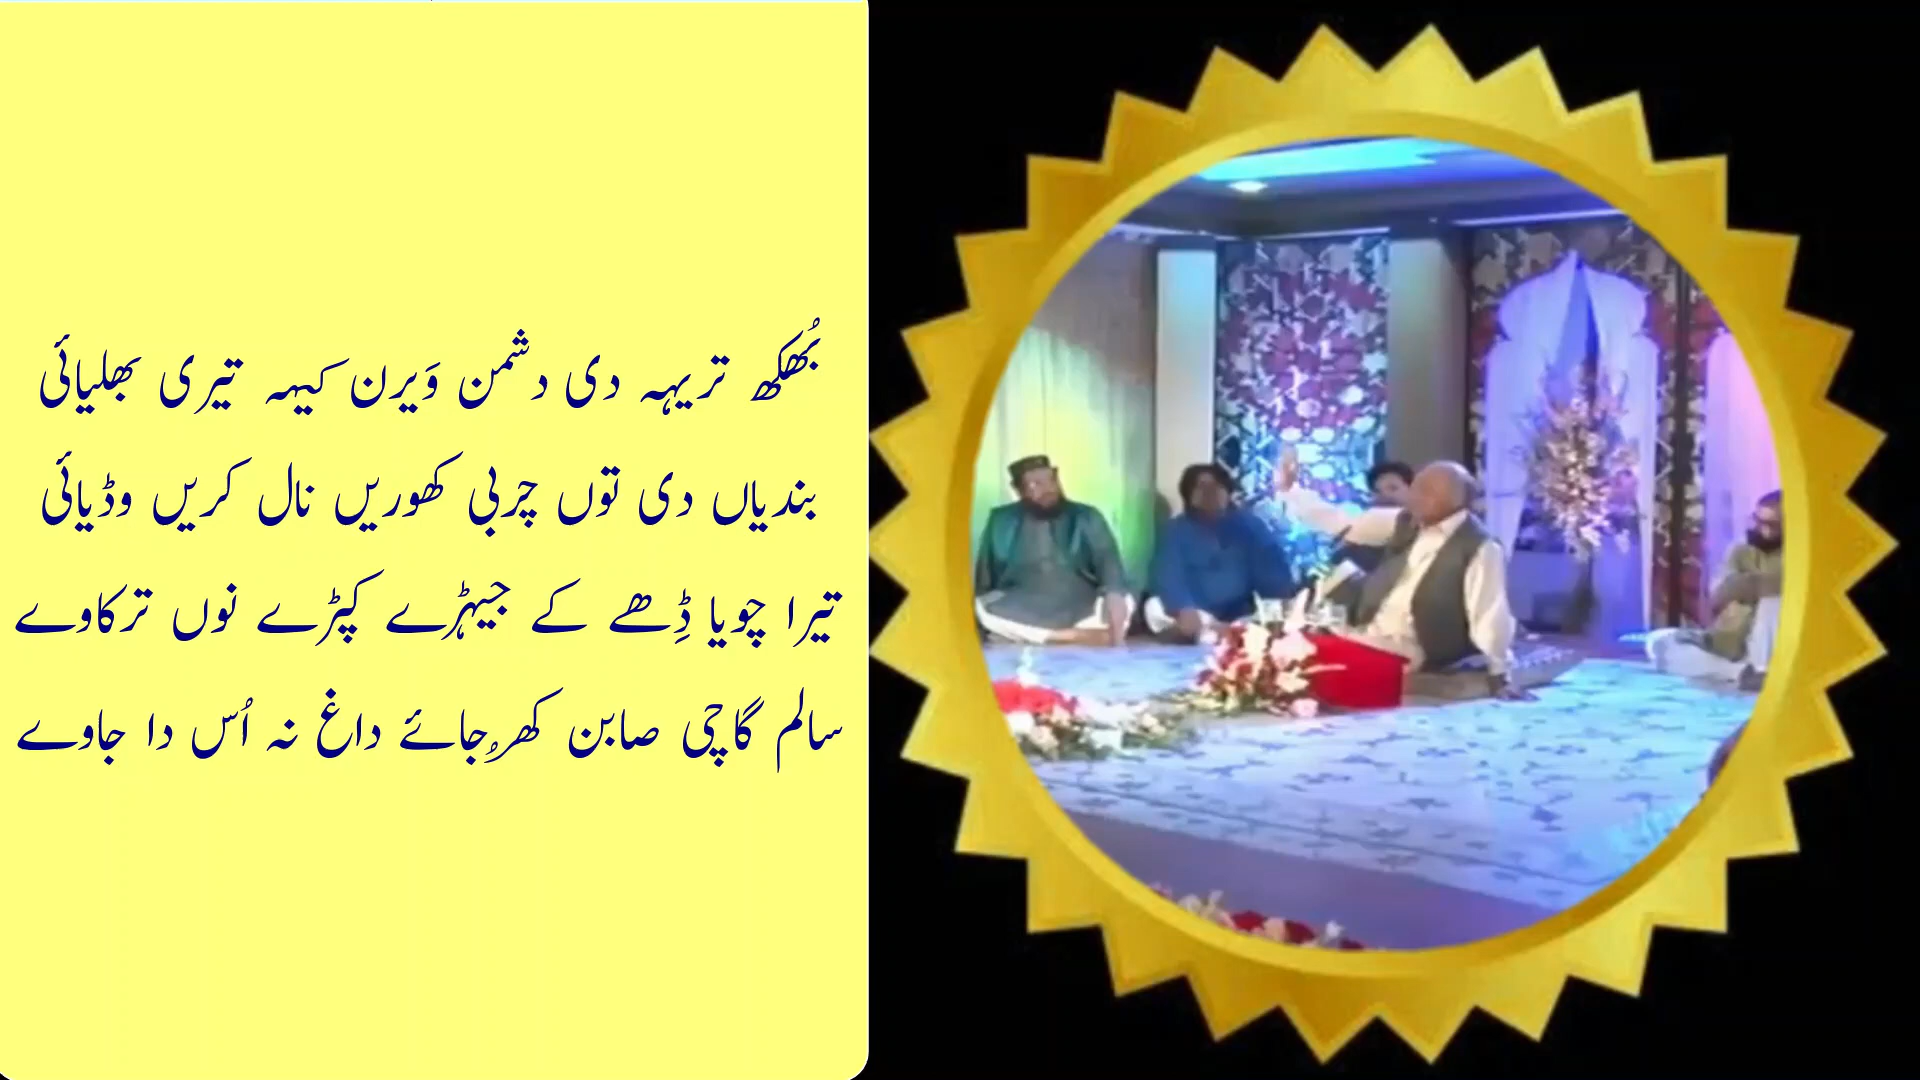 بُھکھ تریہہ دی دشمن وَیرن کیہہ تیری بھلیائی
بندیاں دی توں چربی کھوریں نال کریں وڈیائی
تیرا چویا ڈِھے کے جیہڑے کپڑے نوں ترکاوے
سالم گاچی صابن کھرُجائے داغ نہ اُس دا جاوے